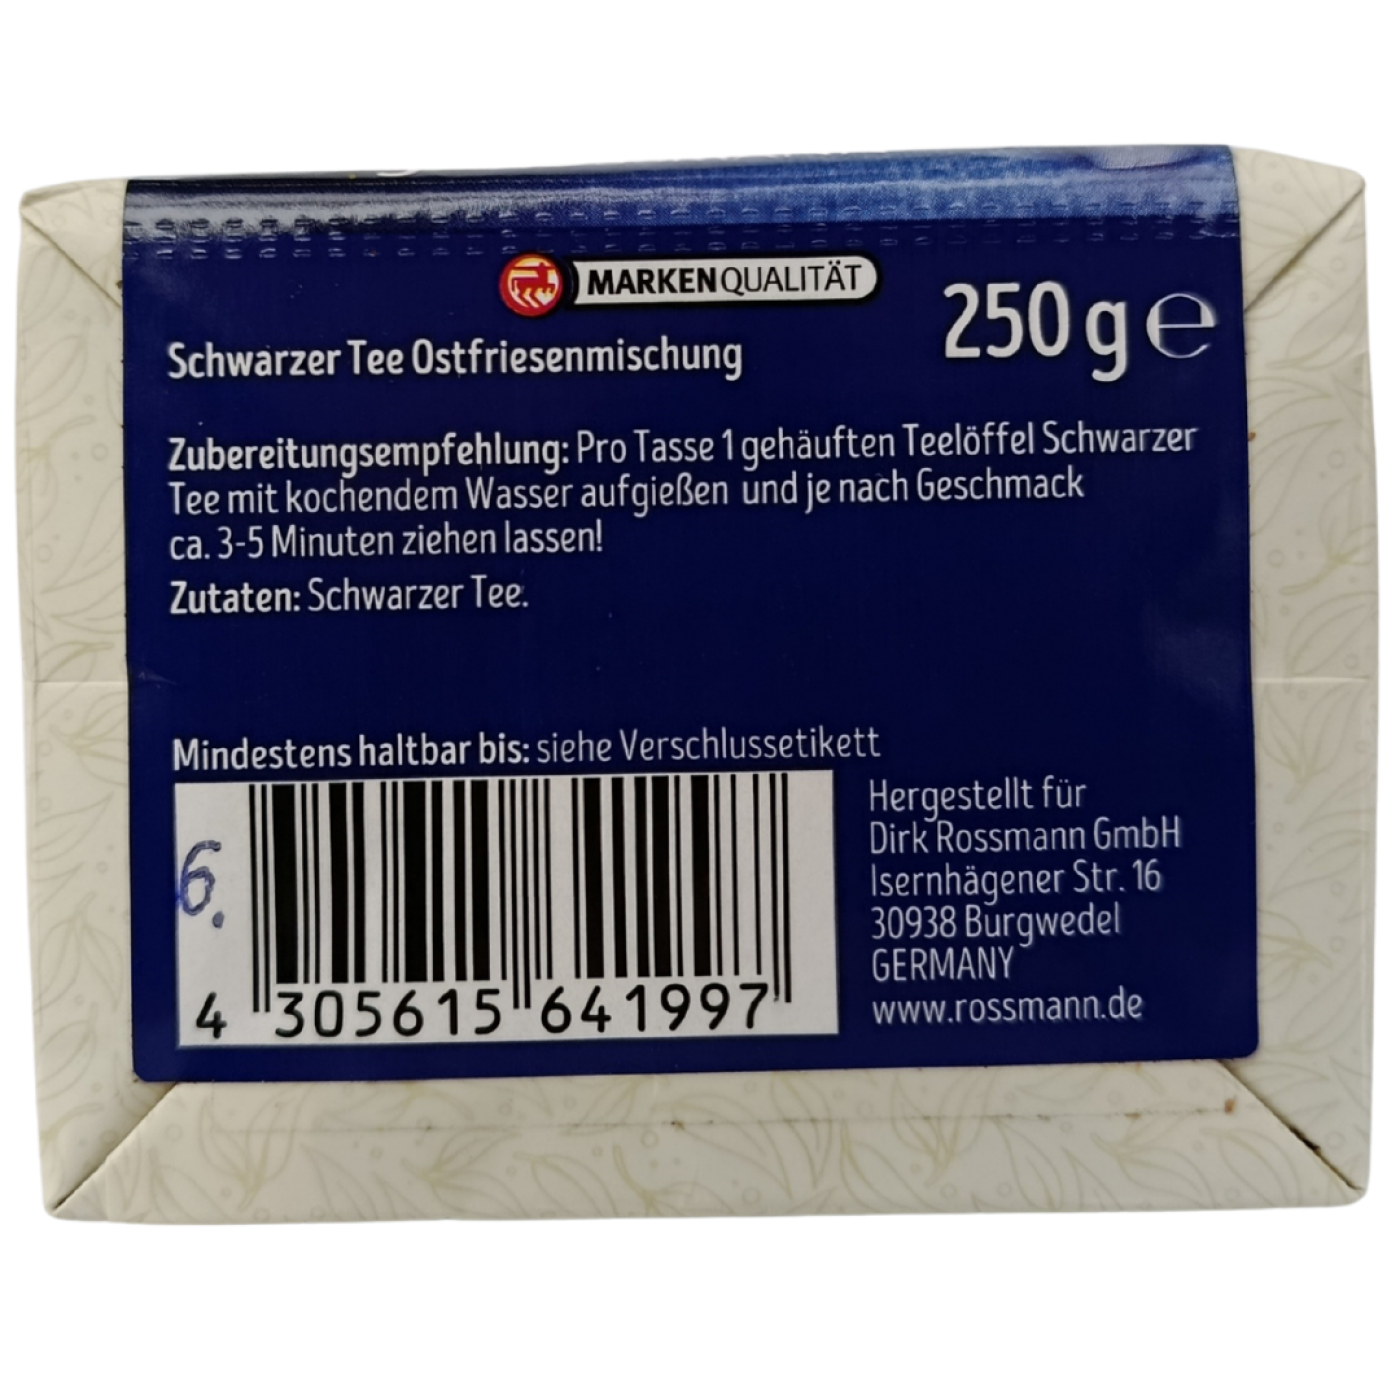 MARKENQUALITÄT
250 g ℮
Schwarzer Tee Ostfriesenmischung
Zubereitungsempfehlung: Pro Tasse 1 gehäuften Teelöffel Schwarzer
Tee mit kochendem Wasser aufgießen und je nach Geschmack
ca. 3-5 Minuten ziehen lassen!
Zutaten: Schwarzer Tee.
Mindestens haltbar bis: siehe Verschlussetikett
6.
4 305615 641997
Hergestellt für
Dirk Rossmann GmbH
Isernhägener Str. 16
30938 Burgwedel
GERMANY
www.rossmann.de